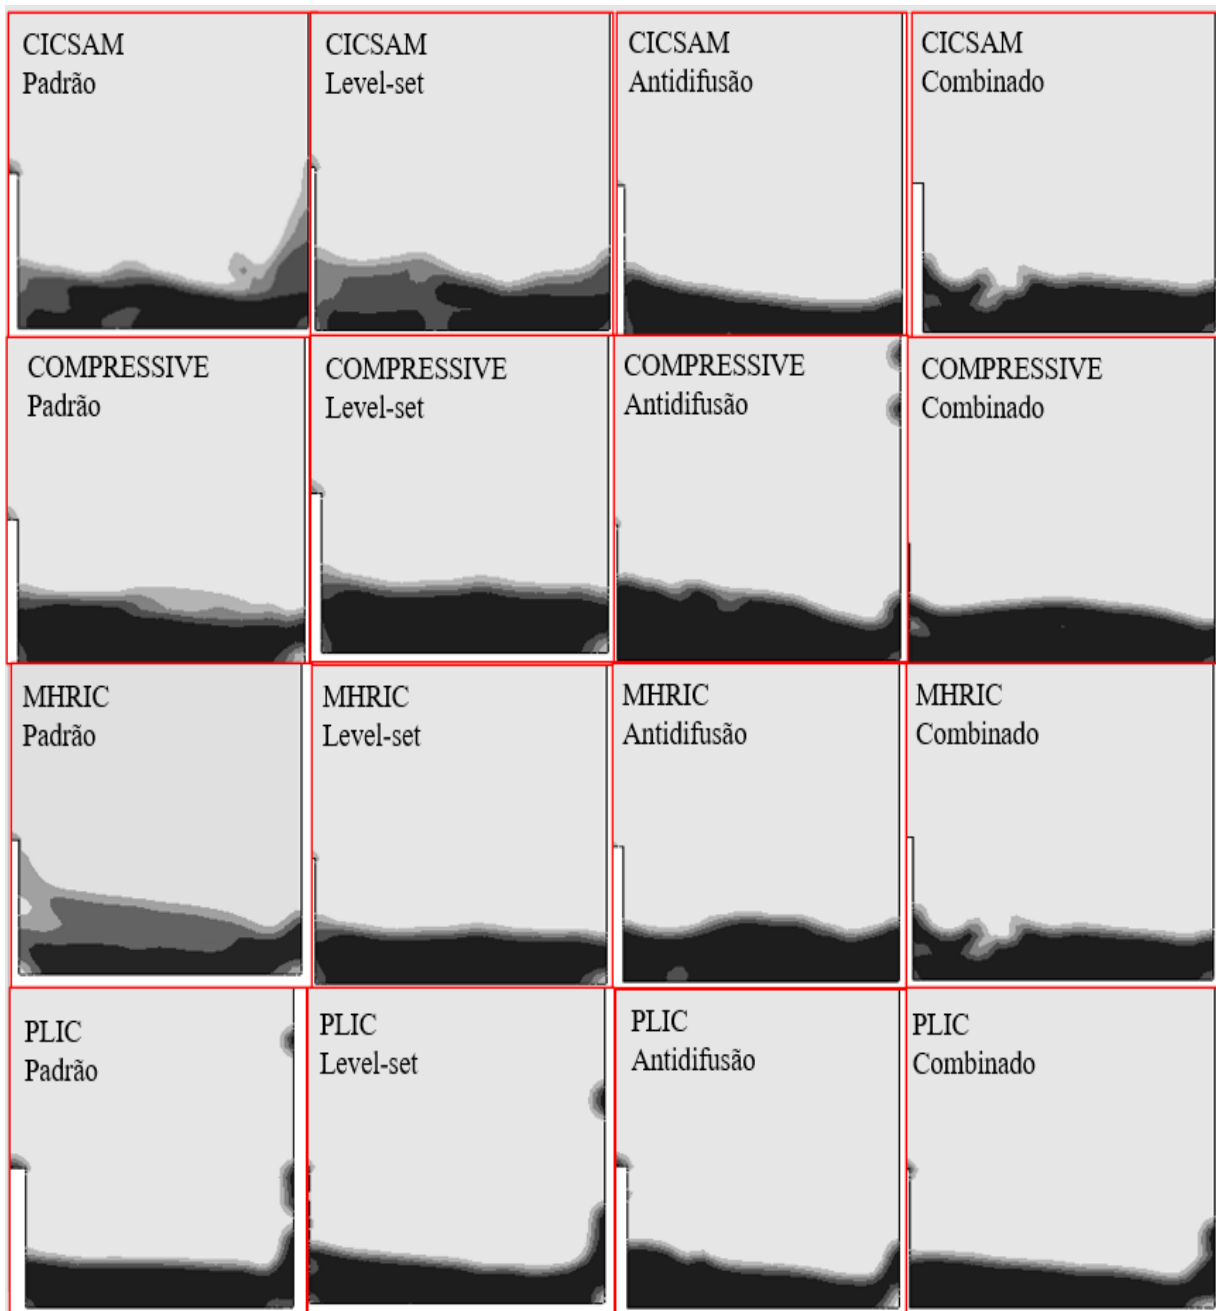 CICSAM
Padrão
CICSAM
Level-set
CICSAM
Antidifusão
CICSAM
Combinado
COMPRESSIVE
Padrão
COMPRESSIVE
Level-set
COMPRESSIVE
Antidifusão
COMPRESSIVE
Combinado
MHRIC
Padrão
MHRIC
Level-set
MHRIC
Antidifusão
MHRIC
Combinado
PLIC
Padrão
PLIC
Level-set
PLIC
Antidifusão
PLIC
Combinado